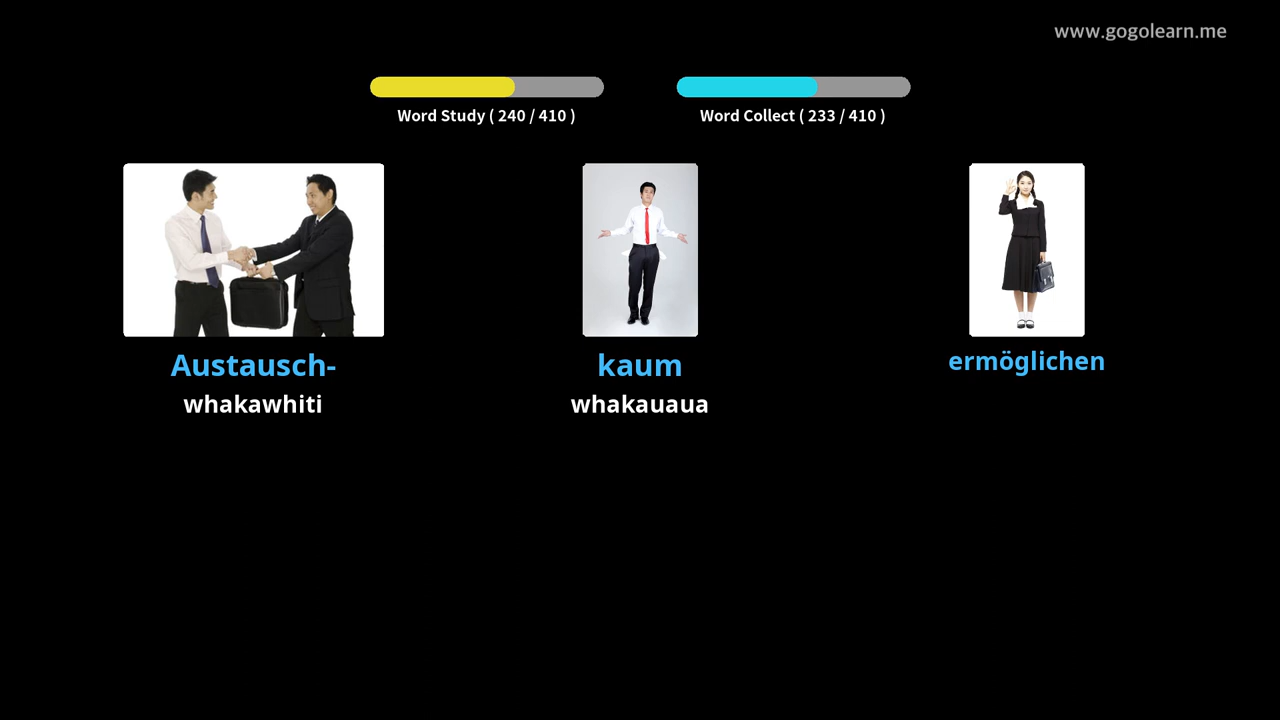 www.gogolearn.me
Word Study ( 240 / 410 )
Word Collect ( 233 / 410 )
Austausch-
whakawhiti
kaum
whakauaua
ermöglichen